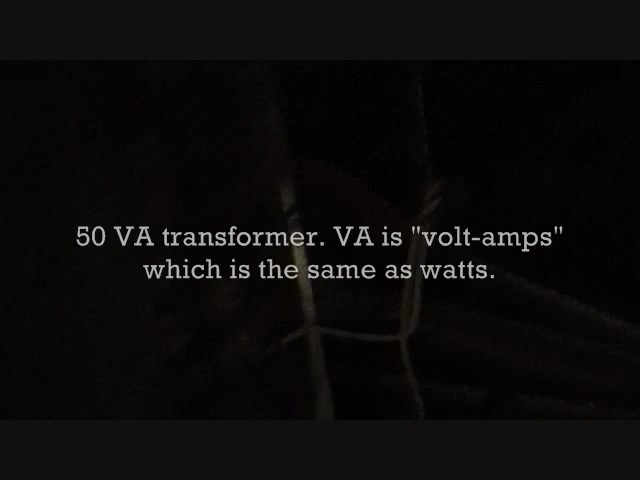 50 VA transformer. VA is "volt-amps"
which is the same as watts.